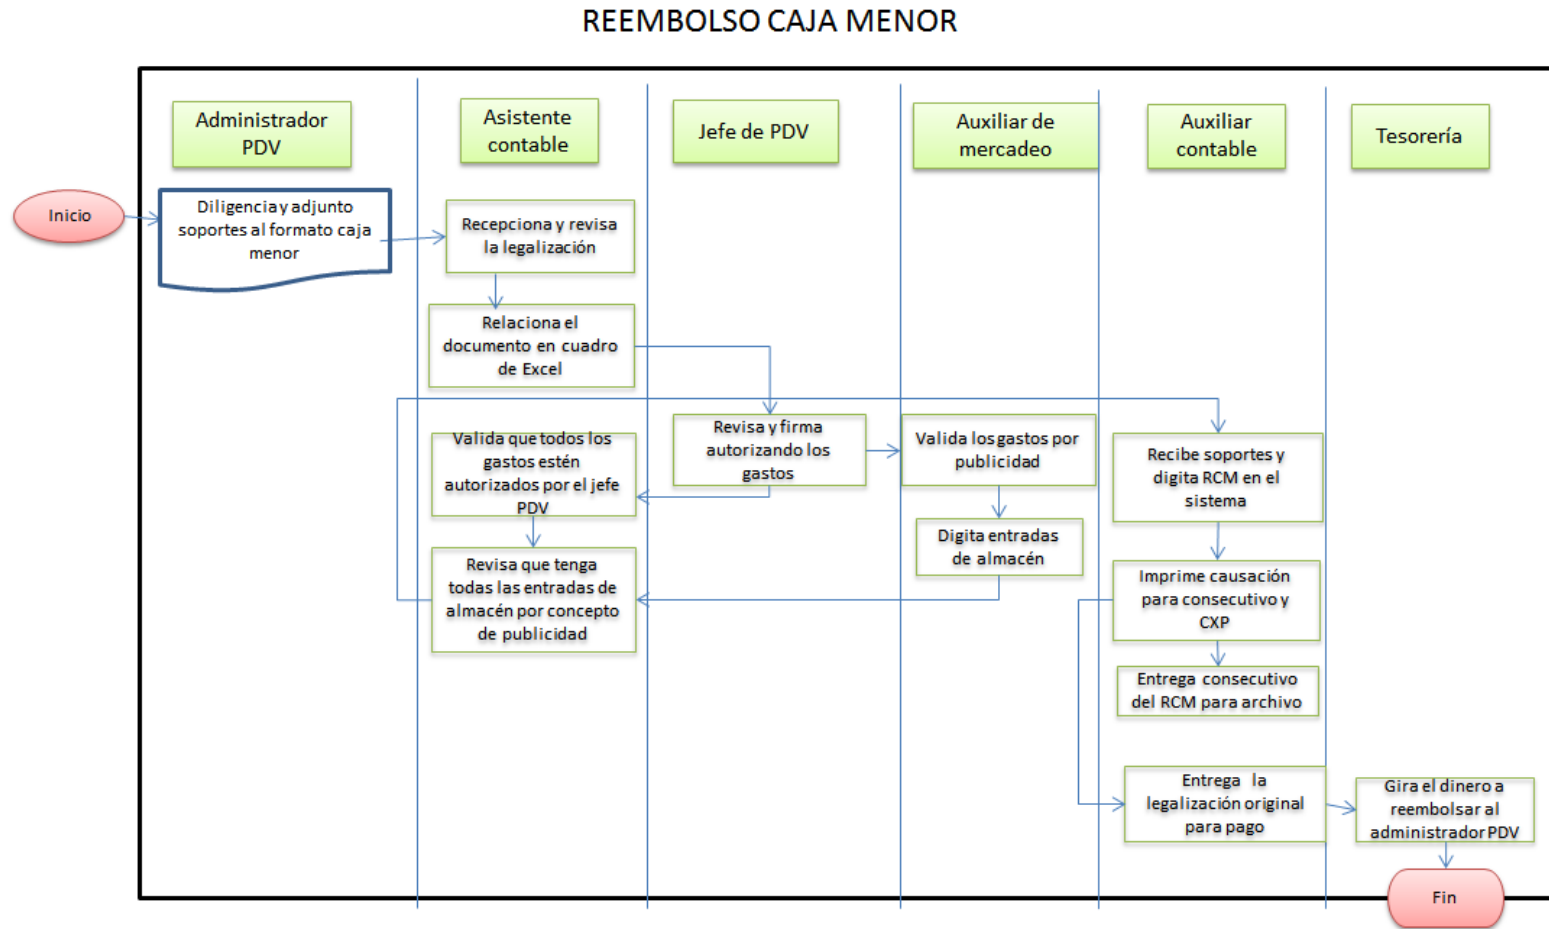 REEMBOLSO CAJA MENOR
Administrador
PDV
Asistente
contable
Jefe de PDV
Auxiliar de
mercadeo
Auxiliar
contable
Tesorería
Inicio
Diligencia y adjunto
soportes al formato caja
menor
Recepciona y revisa
la legalización
Relaciona el
documento en cuadro
de Excel
Revisa y firma
autorizando los
gastos
Valida los gastos por
publicidad
Digita entradas
de almacén
Valida que todos los
gastos estén
autorizados por el jefe
PDV
Revisa que tenga
todas las entradas de
almacén por concepto
de publicidad
Recibe soportes y
digita RCM en el
sistema
Imprime causación
para consecutivo y
CXP
Entrega consecutivo
del RCM para archivo
Entrega la
legalización original
para pago
Gira el dinero a
reembolsar al
administrador PDV
Fin